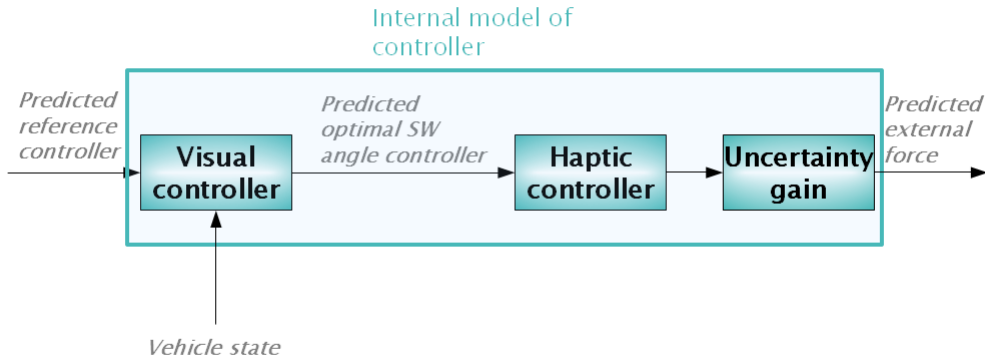 Internal model of
controller
Predicted
reference
controller
Predicted
optimal SW
angle controller
Predicted
external
force
Visual
controller
Haptic
controller
Uncertainty
gain
Vehicle state